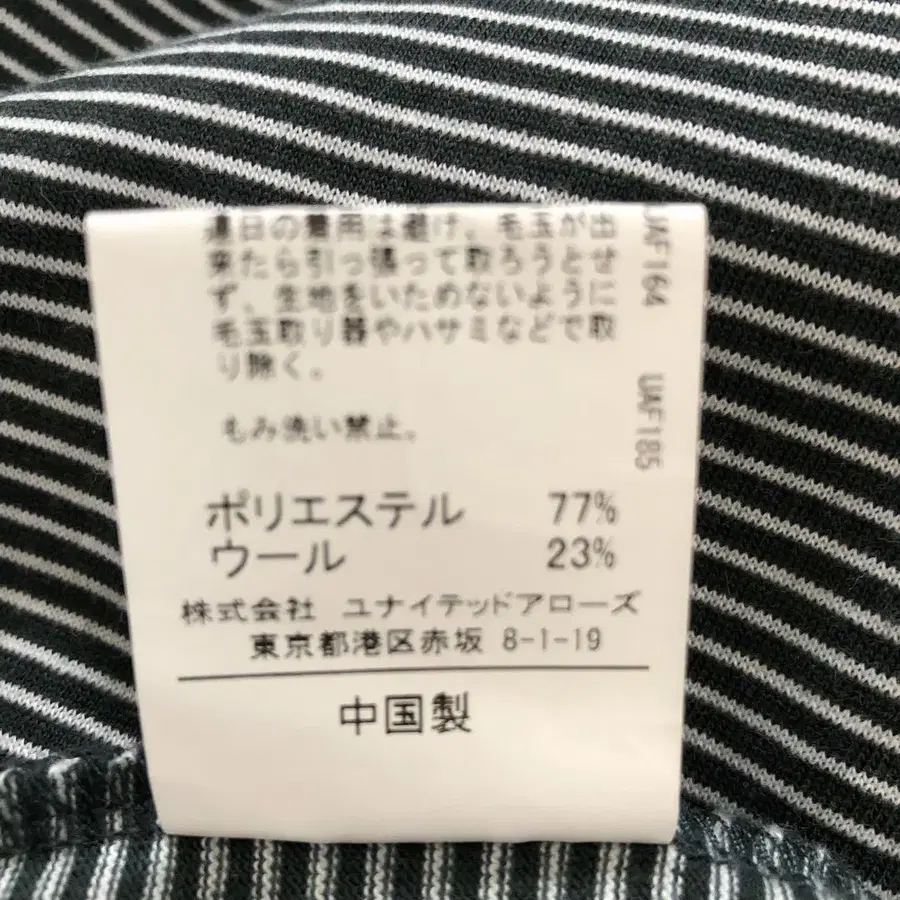 連日の着用は避け、毛玉が出
来たら引っ張って取ろうとせ
ず、生地をいためないように
毛玉取り器やハサミなどで取
り除く。
もみ洗い禁止。
ポリエステル 77%
ウール 23%
株式会社 ユナイテッドアローズ
東京都港区赤坂 8-1-19
中国製
UAF164 UAF185